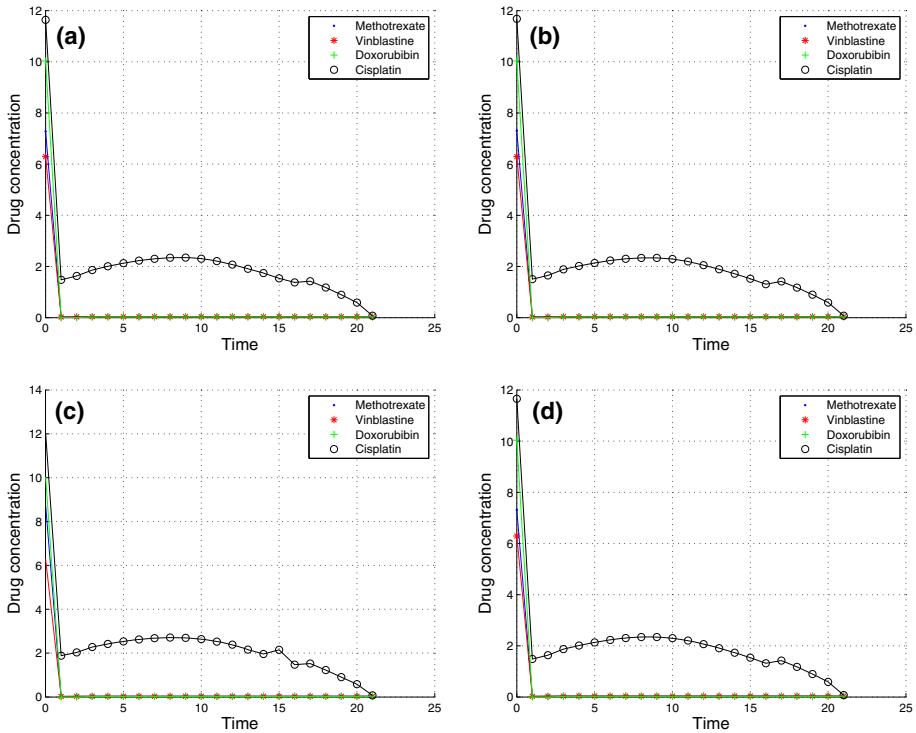 (a)
Methotrexate
Vinblastine
Doxorubibin
Cisplatin
12
10
8
6
4
2
0
0 5 10 15 20 25
Drug concentration
Time
(b)
Methotrexate
Vinblastine
Doxorubibin
Cisplatin
12
10
8
6
4
2
0
0 5 10 15 20 25
Drug concentration
Time
(c)
Methotrexate
Vinblastine
Doxorubibin
Cisplatin
14
12
10
8
6
4
2
0
0 5 10 15 20 25
Drug concentration
Time
(d)
Methotrexate
Vinblastine
Doxorubibin
Cisplatin
12
10
8
6
4
2
0
0 5 10 15 20 25
Drug concentration
Time